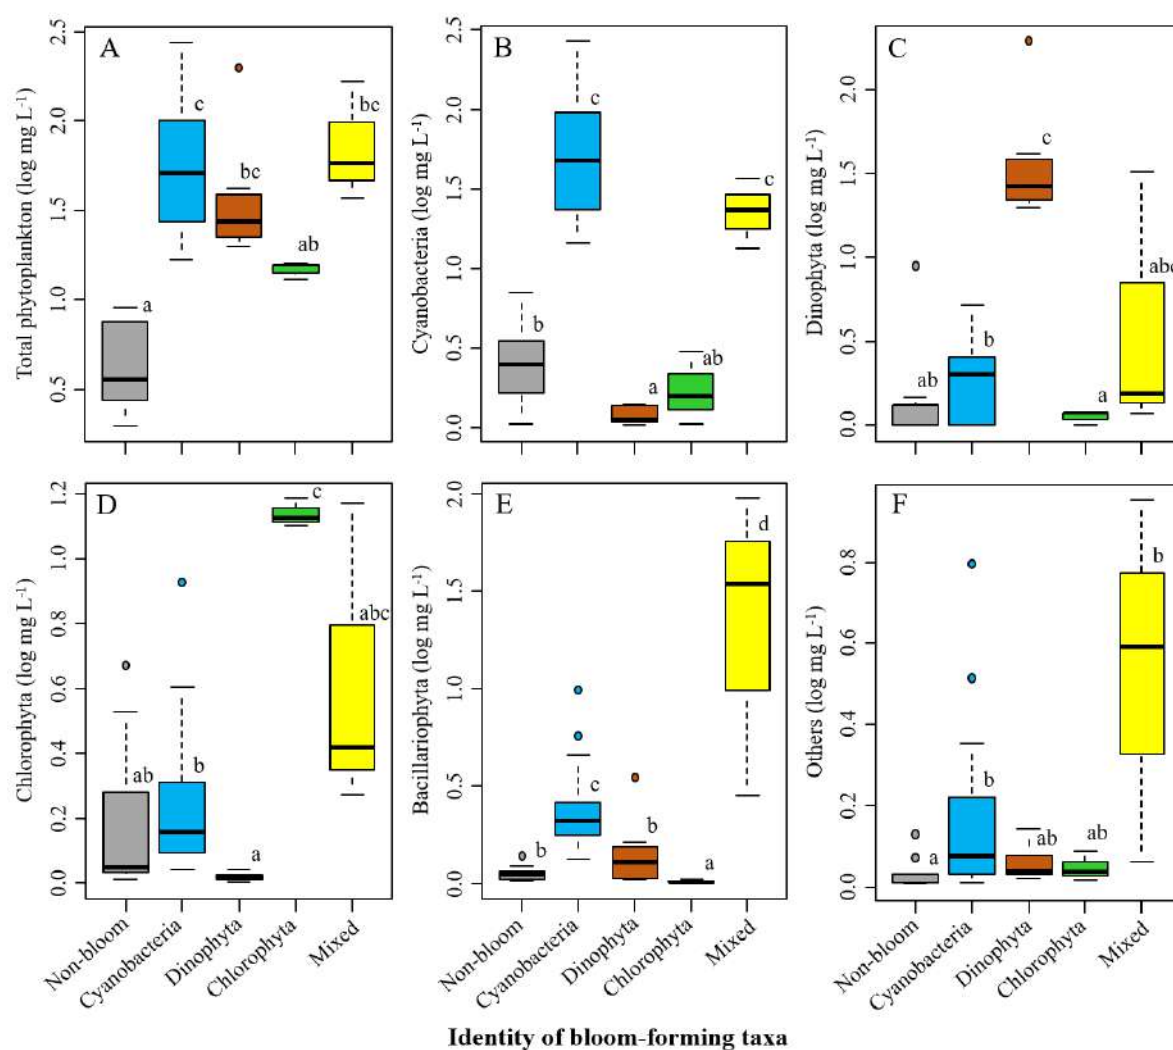 A
Total phytoplankton (log mg L⁻¹)
2.5
2.0
1.5
1.0
0.5
a
c
bc
ab
bc
B
Cyanobacteria (log mg L⁻¹)
2.5
2.0
1.5
1.0
0.5
0.0
b
c
a
ab
c
C
Dinophyta (log mg L⁻¹)
2.0
1.5
1.0
0.5
0.0
ab
b
c
a
abc
D
Chlorophyta (log mg L⁻¹)
1.2
1.0
0.8
0.6
0.4
0.2
0.0
ab
b
a
c
abc
Non-bloom
Cyanobacteria
Dinophyta
Chlorophyta
Mixed
E
Bacillariophyta (log mg L⁻¹)
2.0
1.5
1.0
0.5
0.0
b
c
b
a
d
Non-bloom
Cyanobacteria
Dinophyta
Chlorophyta
Mixed
F
Others (log mg L⁻¹)
0.8
0.6
0.4
0.2
0.0
a
b
ab
ab
b
Non-bloom
Cyanobacteria
Dinophyta
Chlorophyta
Mixed
Identity of bloom-forming taxa